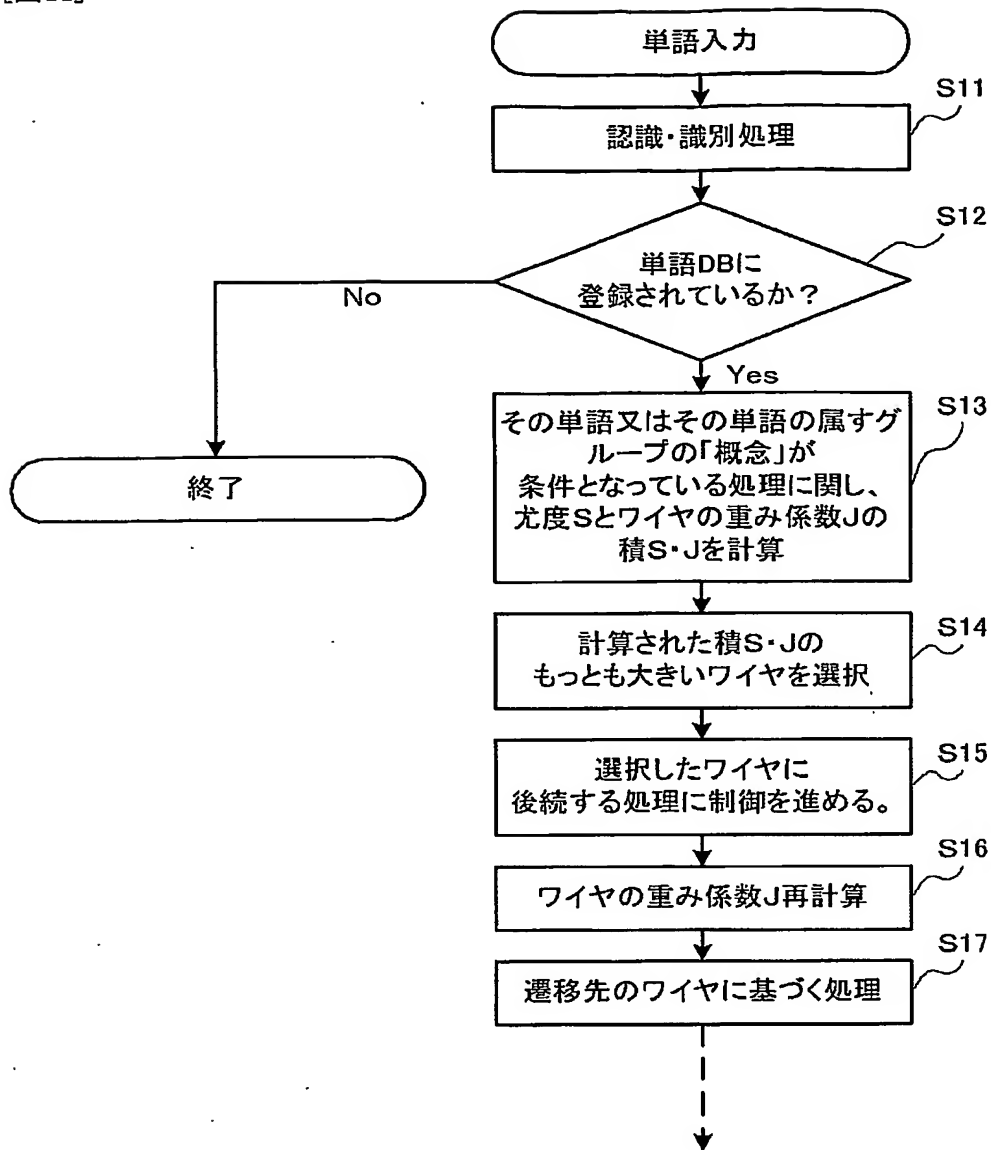 単語入力
S11
認識・識別処理
S12
単語DBに
登録されているか?
No
Yes
S13
その単語又はその単語の属すグ
ループの「概念」が
条件となっている処理に関し、
尤度Sとワイヤの重み係数Jの
積S・Jを計算
終了
S14
計算された積S・Jの
もっとも大きいワイヤを選択
S15
選択したワイヤに
後続する処理に制御を進める。
S16
ワイヤの重み係数J再計算
S17
遷移先のワイヤに基づく処理